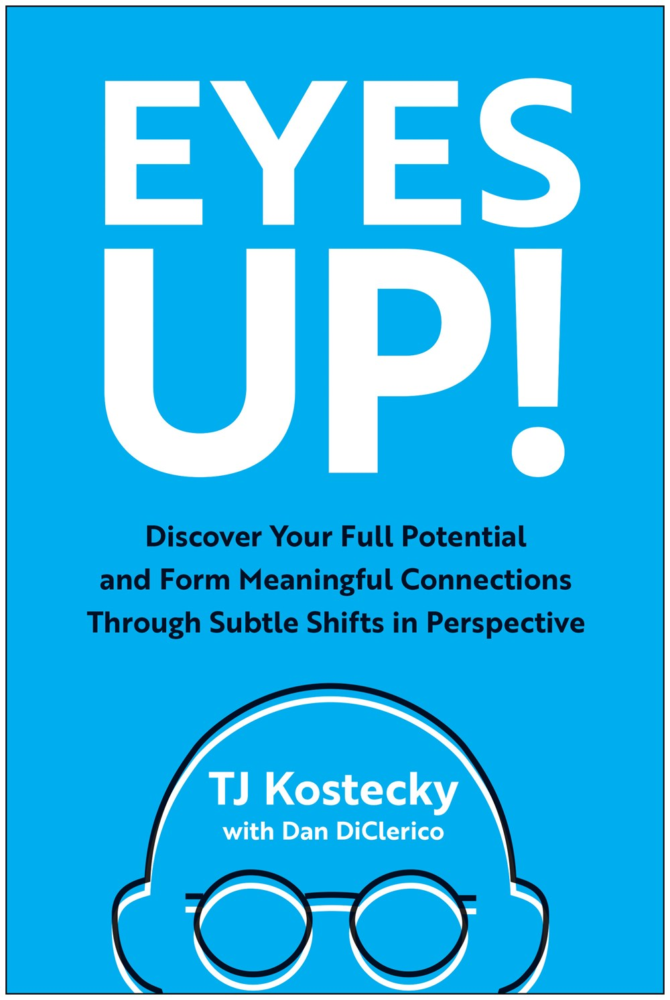 EYES
UP!
Discover Your Full Potential
and Form Meaningful Connections
Through Subtle Shifts in Perspective
TJ Kostecky
with Dan DiClerico